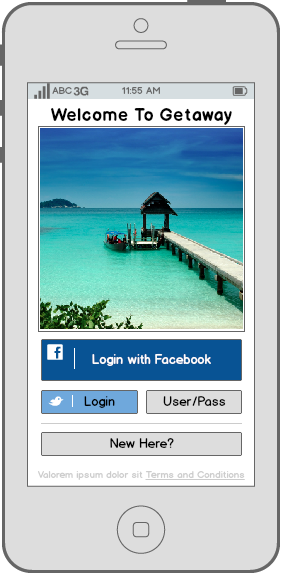 ABC 3G 11:55 AM
Welcome To Getaway
Login with Facebook
Login User/Pass
New Here?
Valorem ipsum dolor sit Terms and Conditions